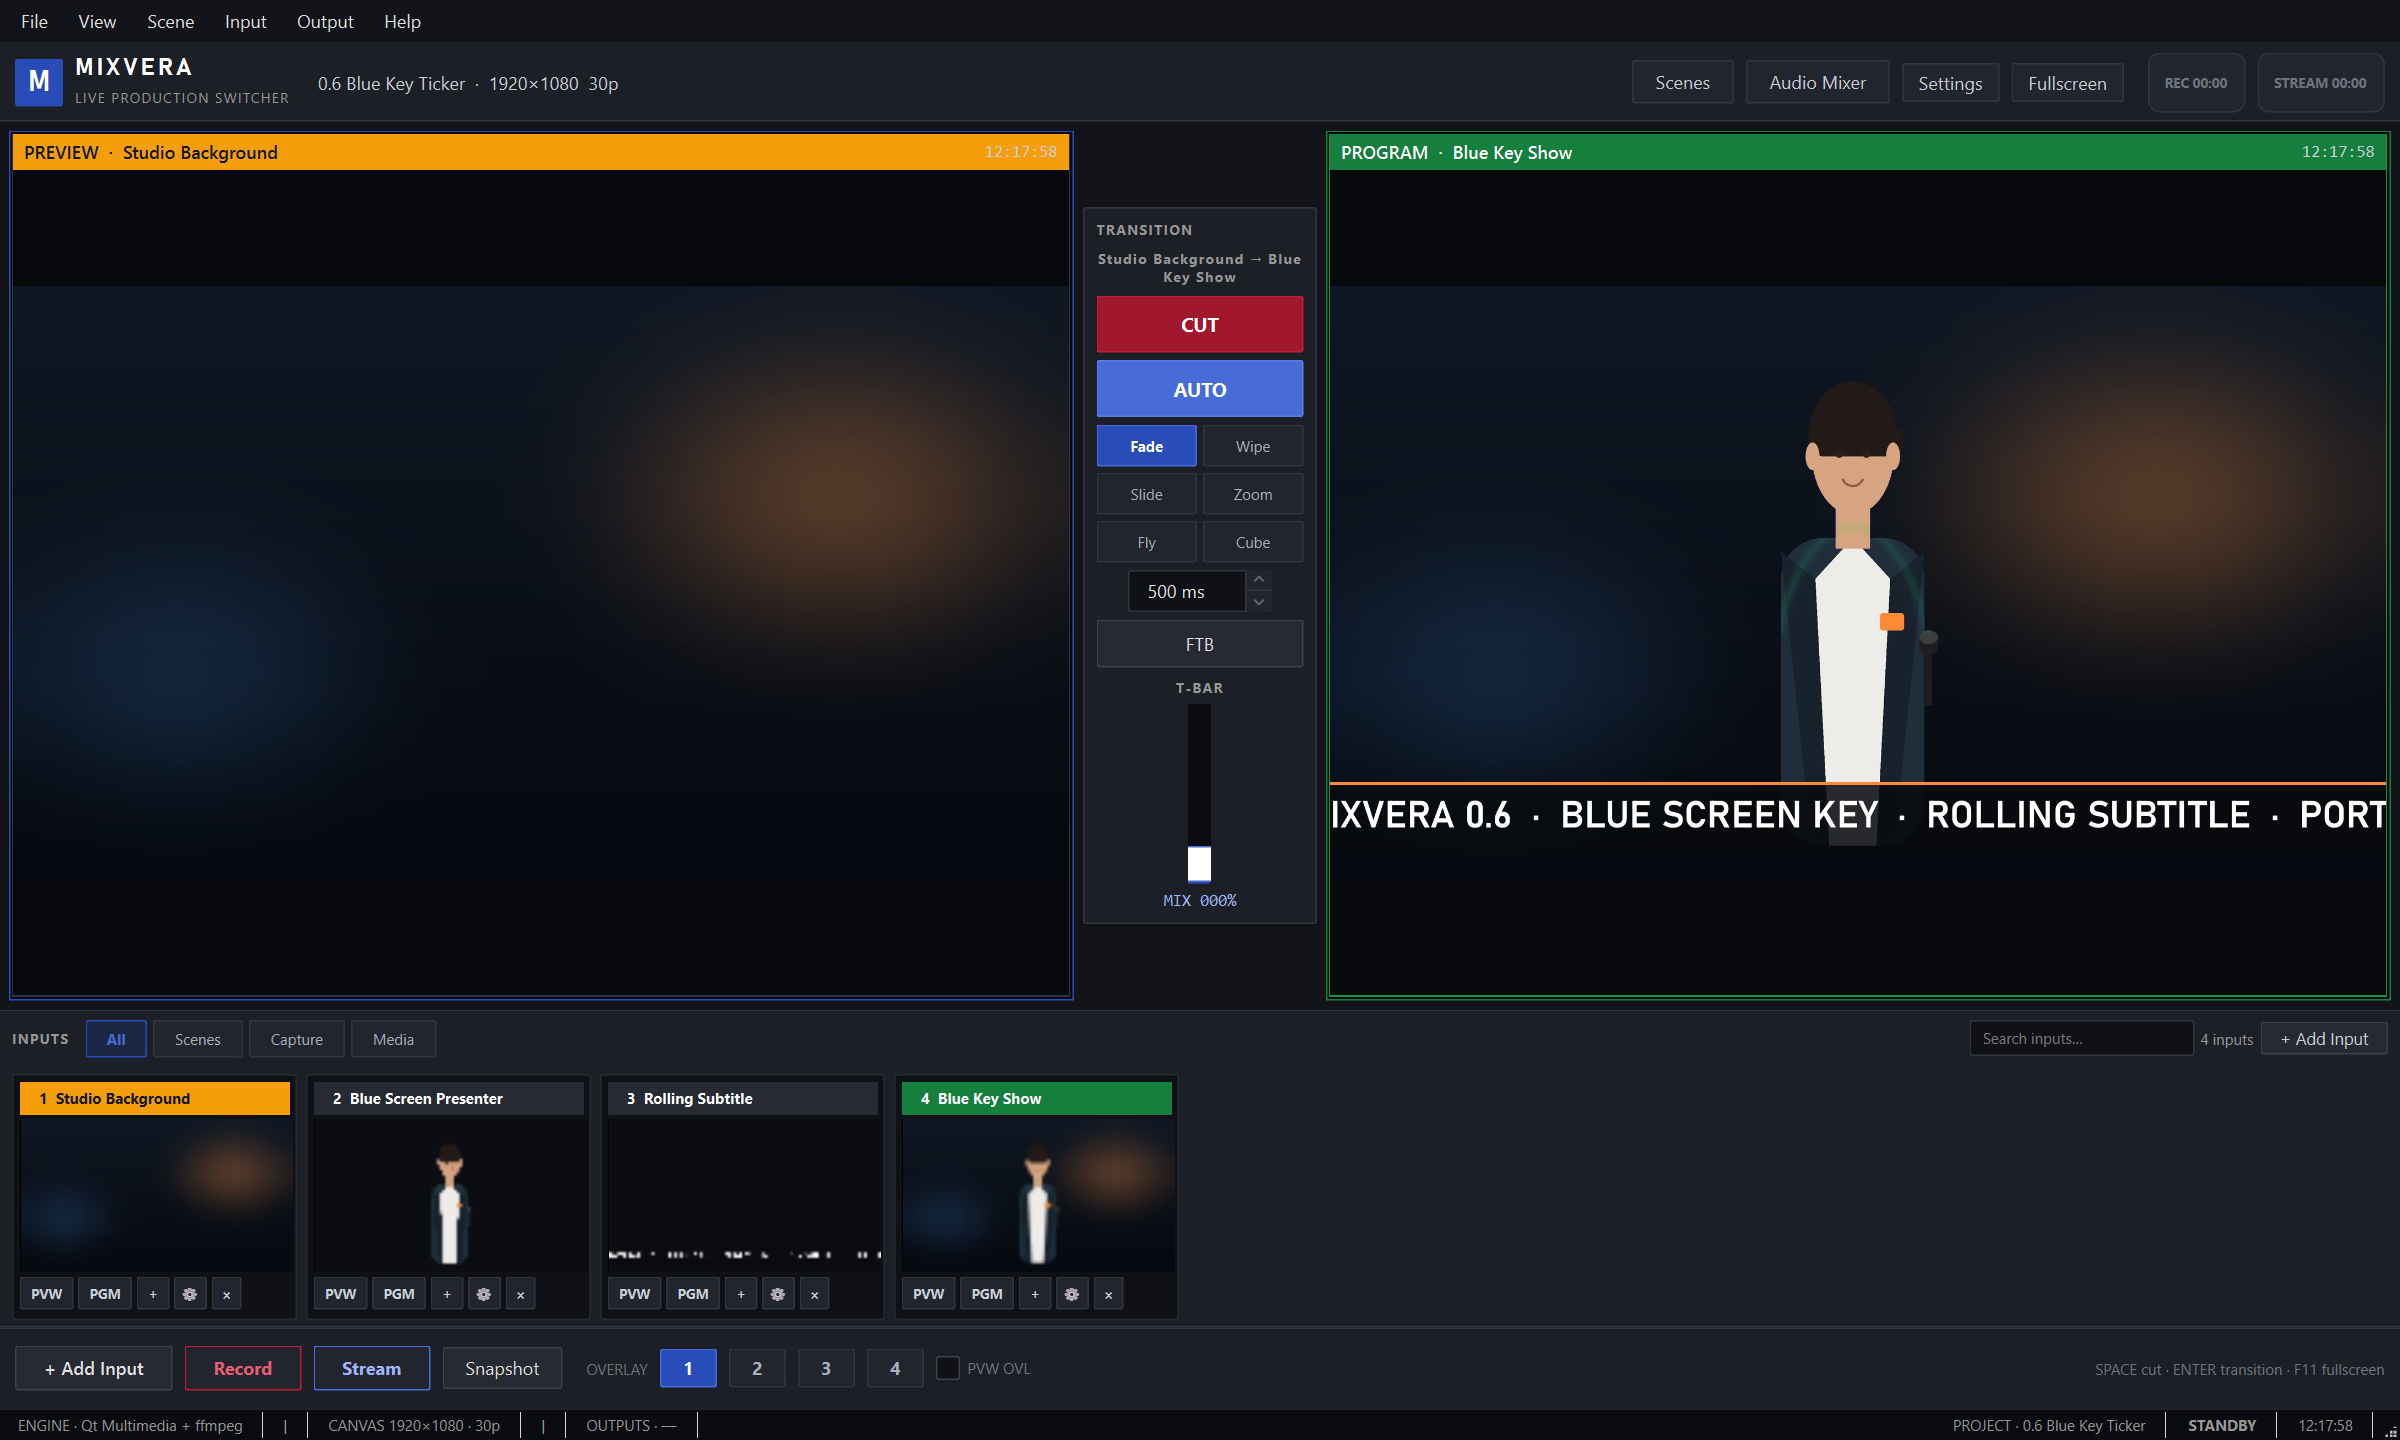 File View Scene Input Output Help
M MIXVERA
LIVE PRODUCTION SWITCHER
0.6 Blue Key Ticker · 1920×1080 30p
Scenes Audio Mixer Settings Fullscreen REC 00:00 STREAM 00:00
PREVIEW · Studio Background 12:17:58
TRANSITION
Studio Background → Blue
Key Show
CUT
AUTO
Fade Wipe
Slide Zoom
Fly Cube
500 ms
FTB
T-BAR
MIX 000%
PROGRAM · Blue Key Show 12:17:58
IXVERA 0.6 · BLUE SCREEN KEY · ROLLING SUBTITLE · PORT
INPUTS All Scenes Capture Media Search inputs... 4 inputs + Add Input
1 Studio Background
PVW PGM + ×
2 Blue Screen Presenter
PVW PGM + ×
3 Rolling Subtitle
PVW PGM + ×
4 Blue Key Show
PVW PGM + ×
+ Add Input Record Stream Snapshot OVERLAY 1 2 3 4 PVW OVL SPACE cut · ENTER transition · F11 fullscreen
ENGINE · Qt Multimedia + ffmpeg | CANVAS 1920×1080 · 30p | OUTPUTS · — PROJECT · 0.6 Blue Key Ticker STANDBY 12:17:58